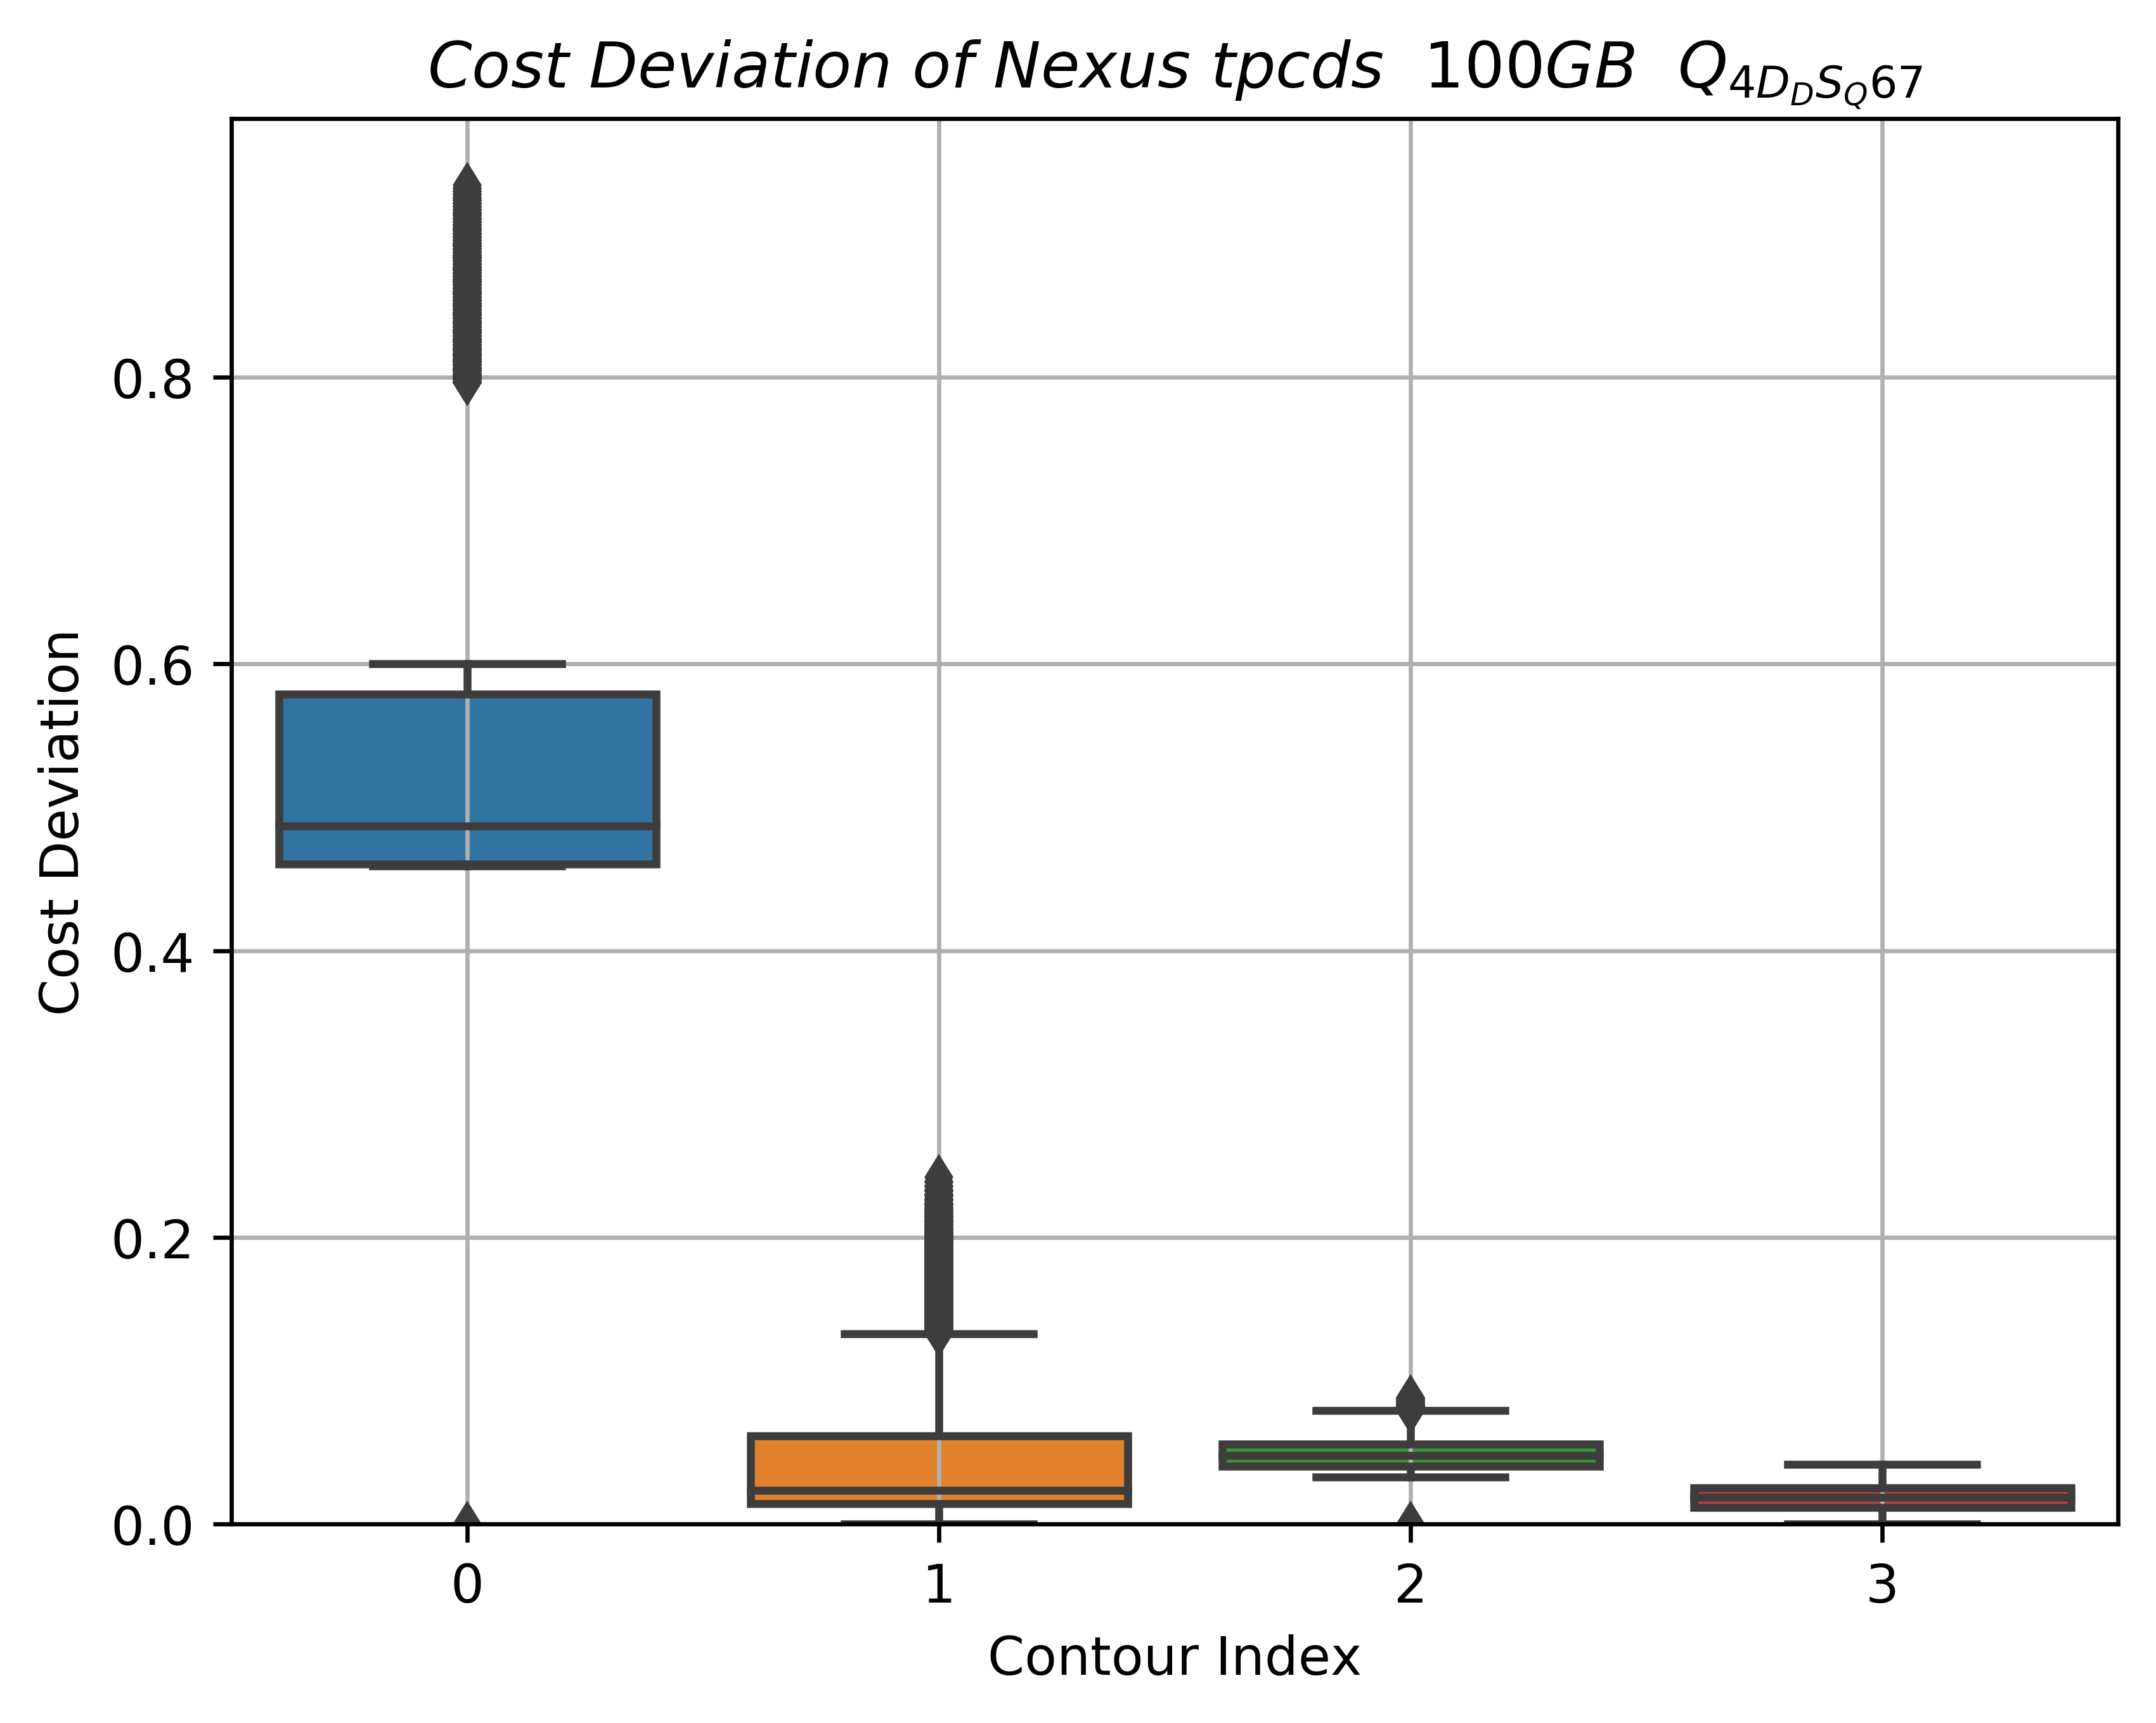 Cost Deviation of Nexus tpcds 100GB Q4DDSQ67
Cost Deviation
0.8
0.6
0.4
0.2
0.0
0 1 2 3
Contour Index